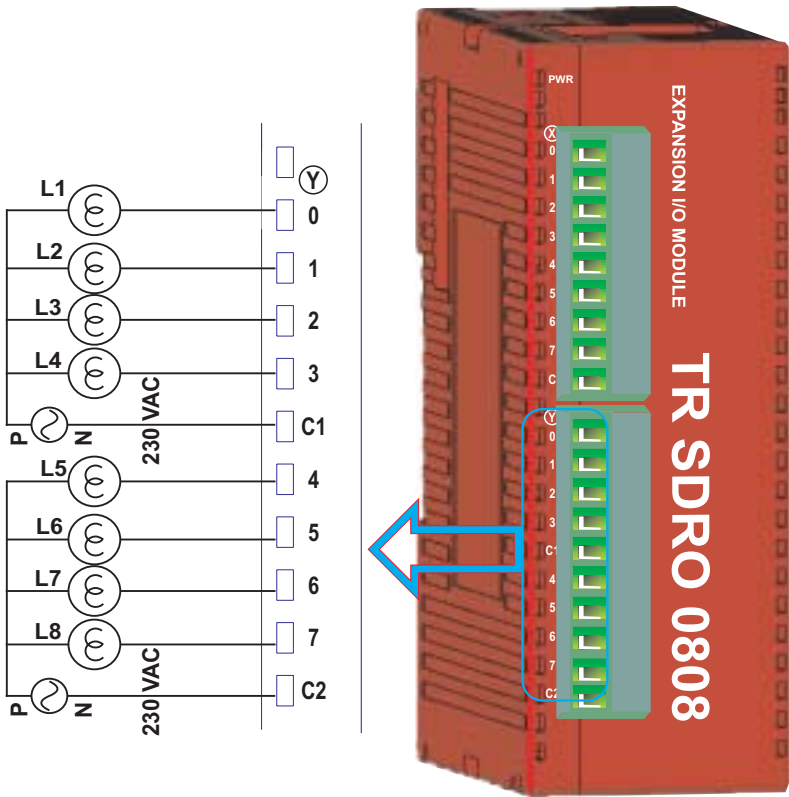 L1
L2
L3
L4
P
N
230 VAC
L5
L6
L7
L8
P
N
230 VAC
Y
0
1
2
3
C1
4
5
6
7
C2
PWR
X
0
1
2
3
4
5
6
7
C
Y
0
1
2
3
C1
4
5
6
7
C2
EXPANSION I/O MODULE
TR SDRO 0808